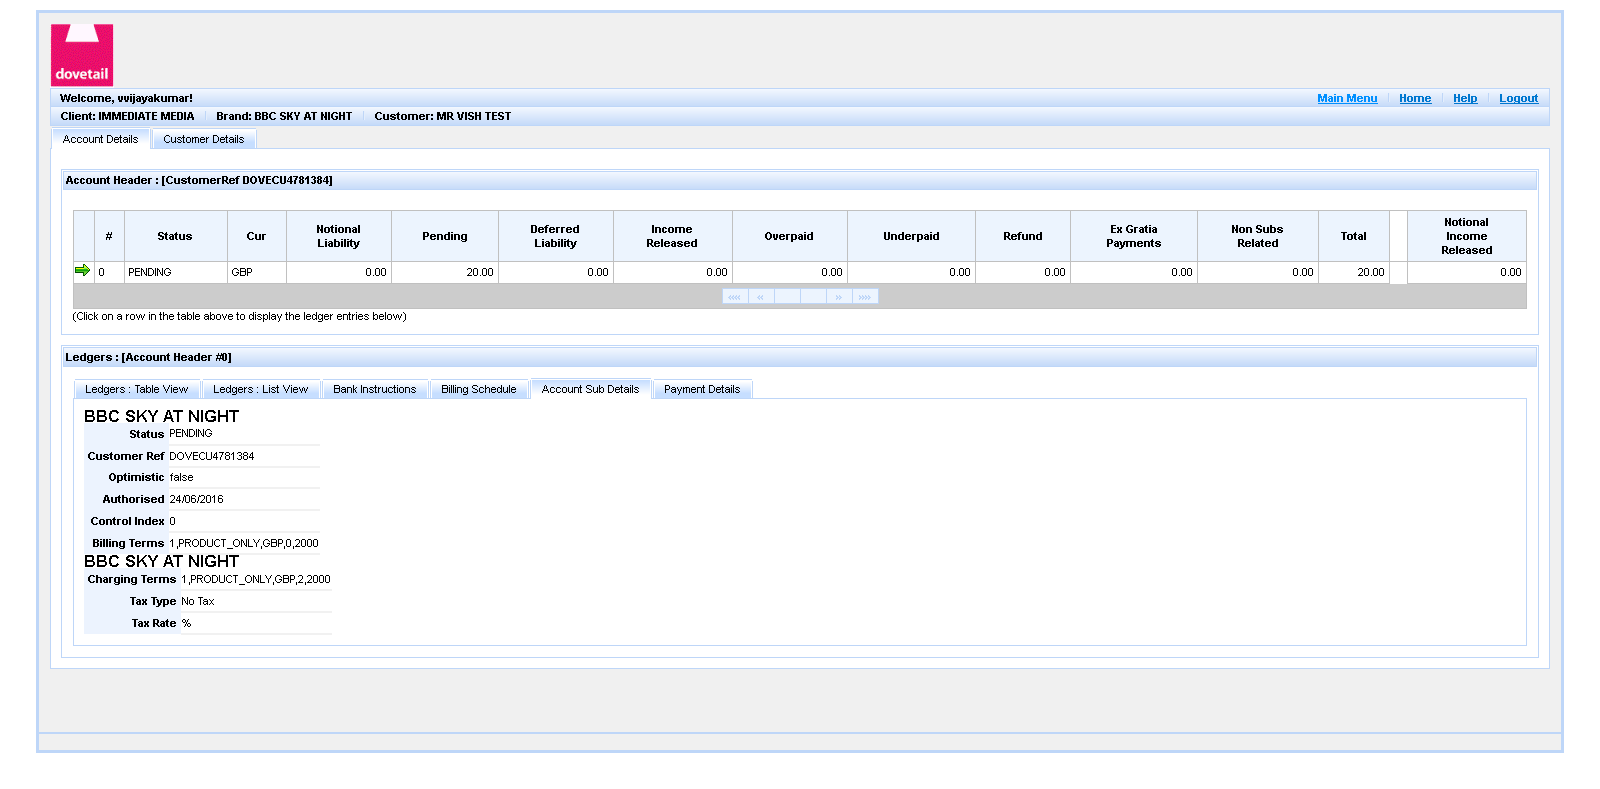 dovetail
Welcome, vvijayakumar!
Main Menu Home Help Logout
Client: IMMEDIATE MEDIA Brand: BBC SKY AT NIGHT Customer: MR VISH TEST
Account Details Customer Details
Account Header : [CustomerRef DOVECU4781384]
# Status Cur Notional Liability Pending Deferred Liability Income Released Overpaid Underpaid Refund Ex Gratia Payments Non Subs Related Total Notional Income Released
0 PENDING GBP 0.00 20.00 0.00 0.00 0.00 0.00 0.00 0.00 0.00 20.00 0.00
«« « » »»
(Click on a row in the table above to display the ledger entries below)
Ledgers : [Account Header #0]
Ledgers : Table View Ledgers : List View Bank Instructions Billing Schedule Account Sub Details Payment Details
BBC SKY AT NIGHT
Status PENDING
Customer Ref DOVECU4781384
Optimistic false
Authorised 24/06/2016
Control Index 0
Billing Terms 1,PRODUCT_ONLY,GBP,0,2000
BBC SKY AT NIGHT
Charging Terms 1,PRODUCT_ONLY,GBP,2,2000
Tax Type No Tax
Tax Rate %